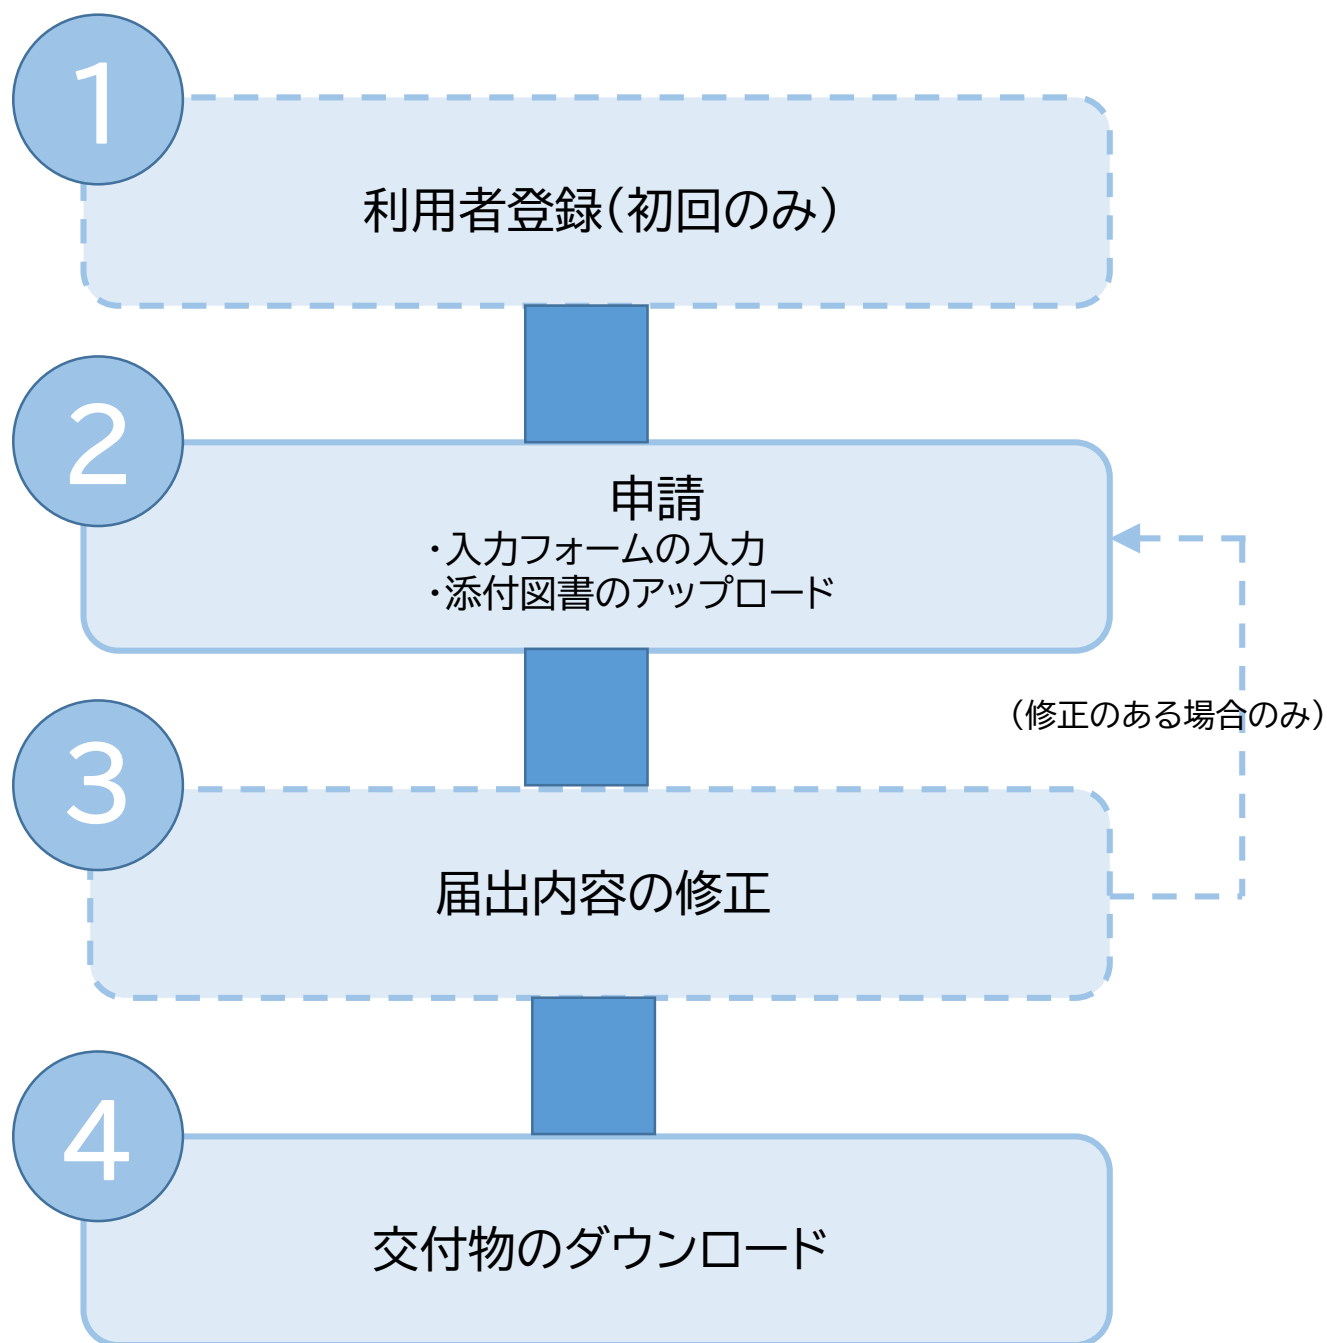 1
利用者登録（初回のみ）
2
申請
・入力フォームの入力
・添付図書のアップロード
（修正のある場合のみ）
3
届出内容の修正
4
交付物のダウンロード